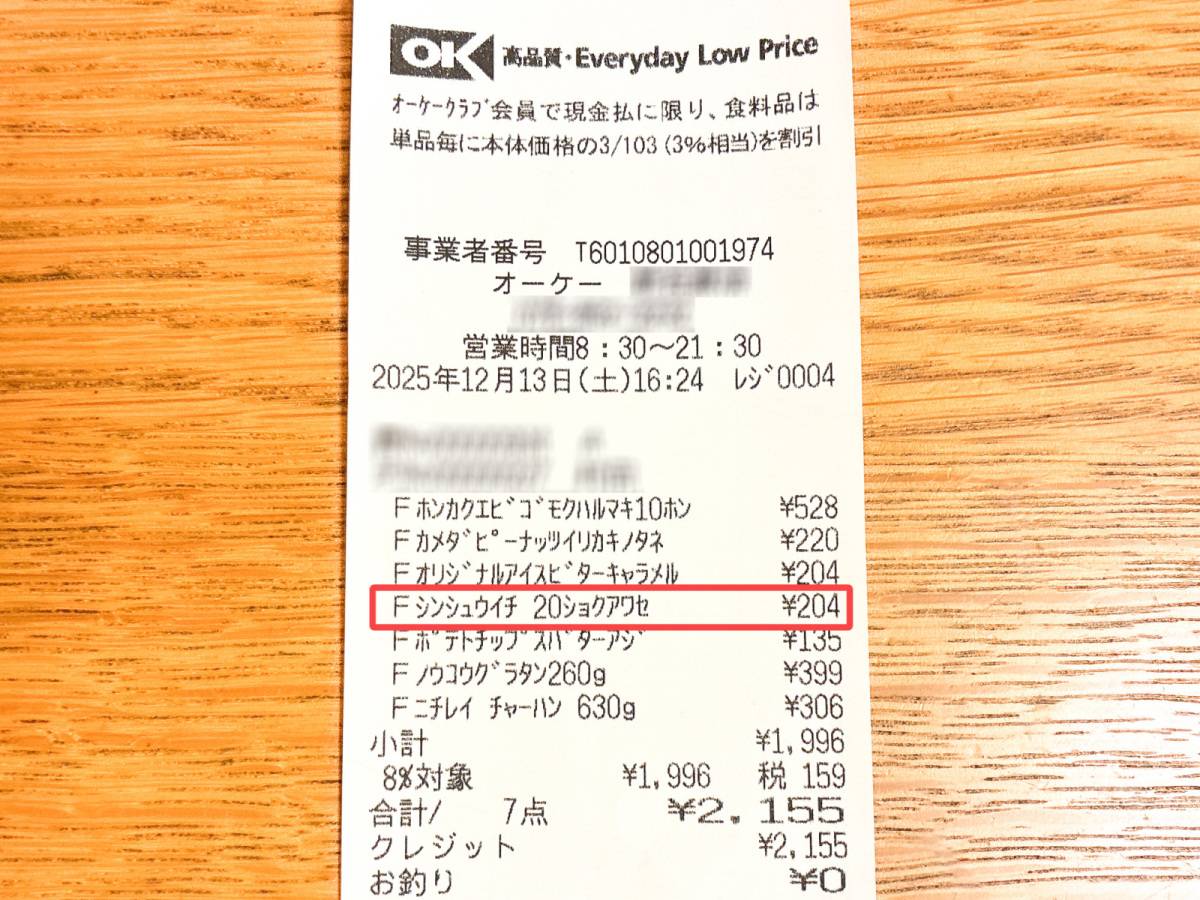 OK 高品質・Everyday Low Price
オーケークラブ会員で現金払に限り、食料品は
単品毎に本体価格の3/103(3%相当)を割引
事業者番号 T6010801001974
オーケー
営業時間8:30〜21:30
2025年12月13日(土)16:24 レジ0004
F ホンカクエビゴモクハルマキ10ホン ¥528
F カメダピーナッツイリカキノタネ ¥220
F オリジナルアイスビターキャラメル ¥204
F シンシュウイチ 20ショクアワセ ¥204
F ポテトチップスバターアジ ¥135
F ノウコウグラタン260g ¥399
F ニチレイ チャーハン 630g ¥306
小計 ¥1,996
8%対象 ¥1,996 税 159
合計/ 7点 ¥2,155
クレジット ¥2,155
お釣り ¥0